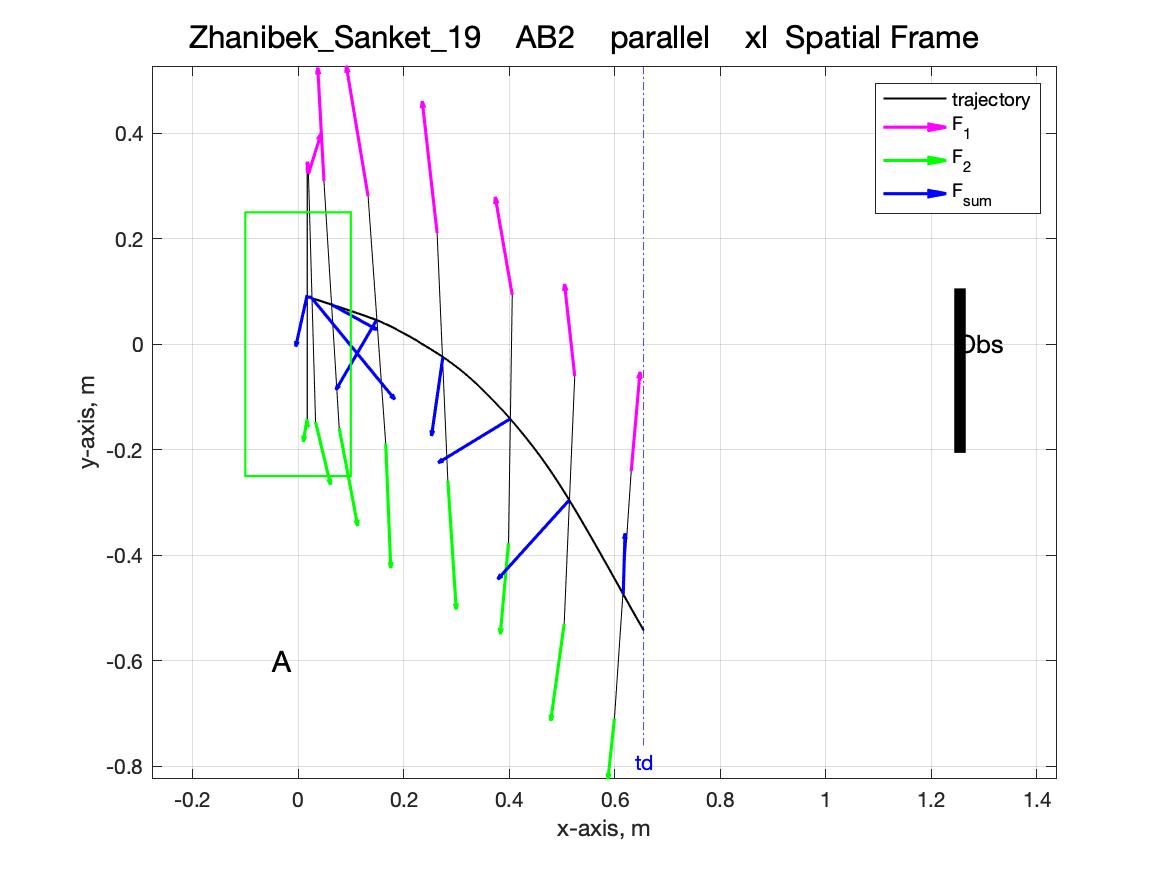 Zhanibek_Sanket_19 AB2 parallel xl Spatial Frame
trajectory
F1
F2
Fsum
0.4
0.2
0
-0.2
-0.4
-0.6
-0.8
y-axis, m
Obs
A
td
-0.2 0 0.2 0.4 0.6 0.8 1 1.2 1.4
x-axis, m